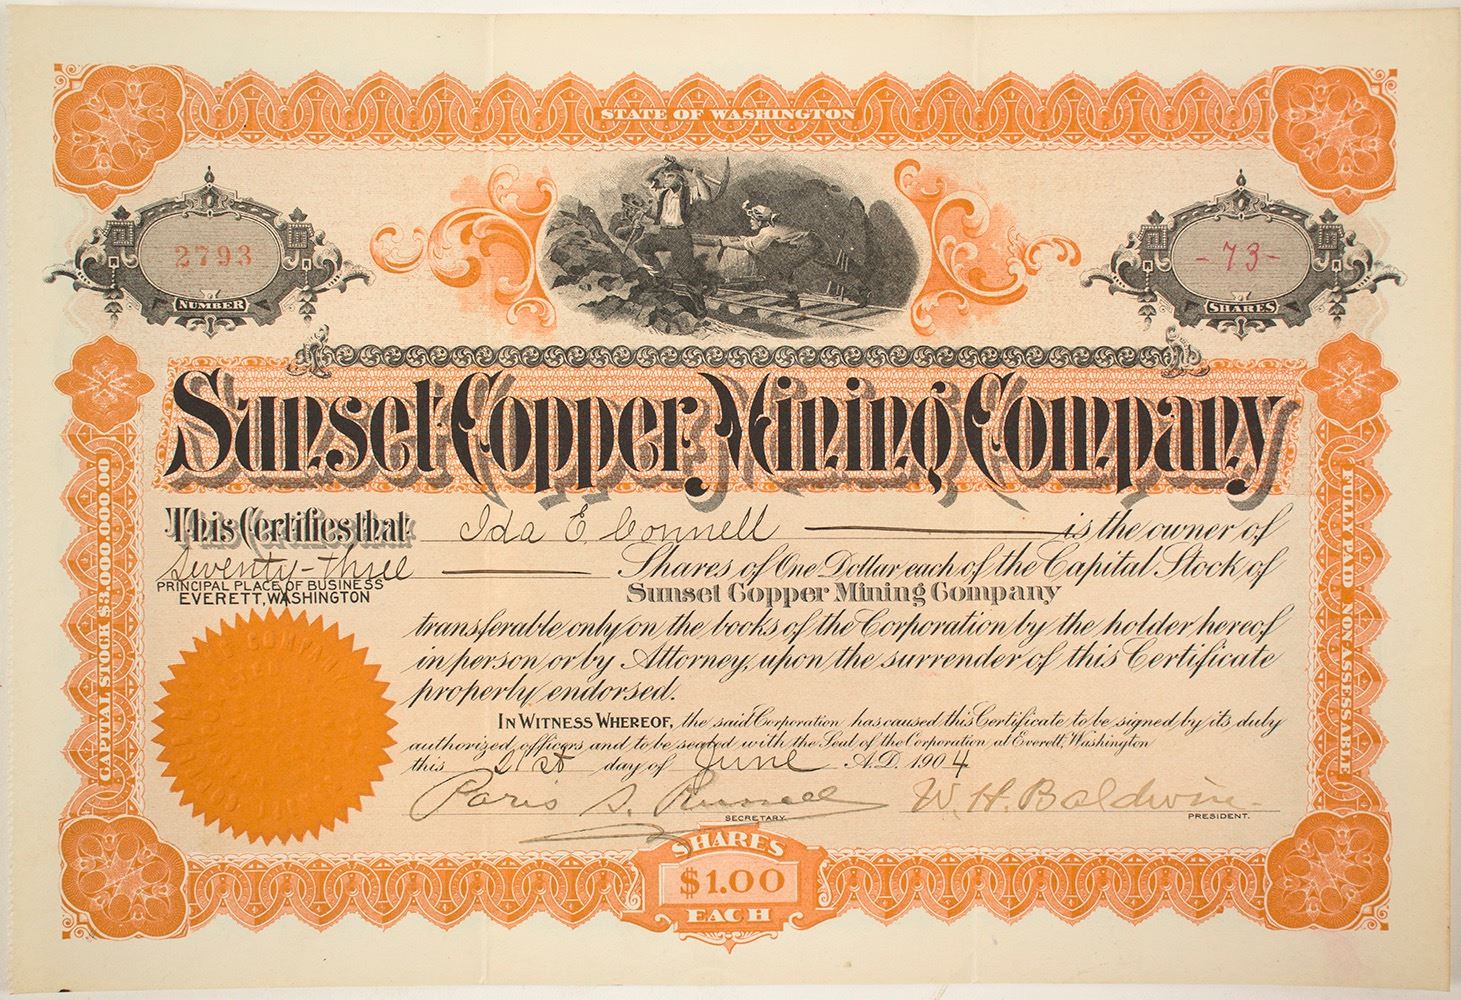 STATE OF WASHINGTON
2793
NUMBER
-73-
SHARES
Sunset Copper Mining Company
This Certifies that Ida E. Connell is the owner of
Seventy-three Shares of One Dollar each of the Capital Stock of
PRINCIPAL PLACE OF BUSINESS
EVERETT, WASHINGTON
Sunset Copper Mining Company
transferable only on the books of the Corporation by the holder hereof
in person or by Attorney, upon the surrender of this Certificate
properly endorsed.
IN WITNESS WHEREOF, the said Corporation has caused this Certificate to be signed by its duly
authorized officers and to be sealed with the Seal of the Corporation at Everett, Washington
this 21st day of June A.D. 1904
Paris S. Russell W. H. Baldwin
SECRETARY. PRESIDENT.
CAPITAL STOCK $3,000,000.00
FULLY PAID NON-ASSESSABLE
COMPANY
SHARES
$1.00
EACH